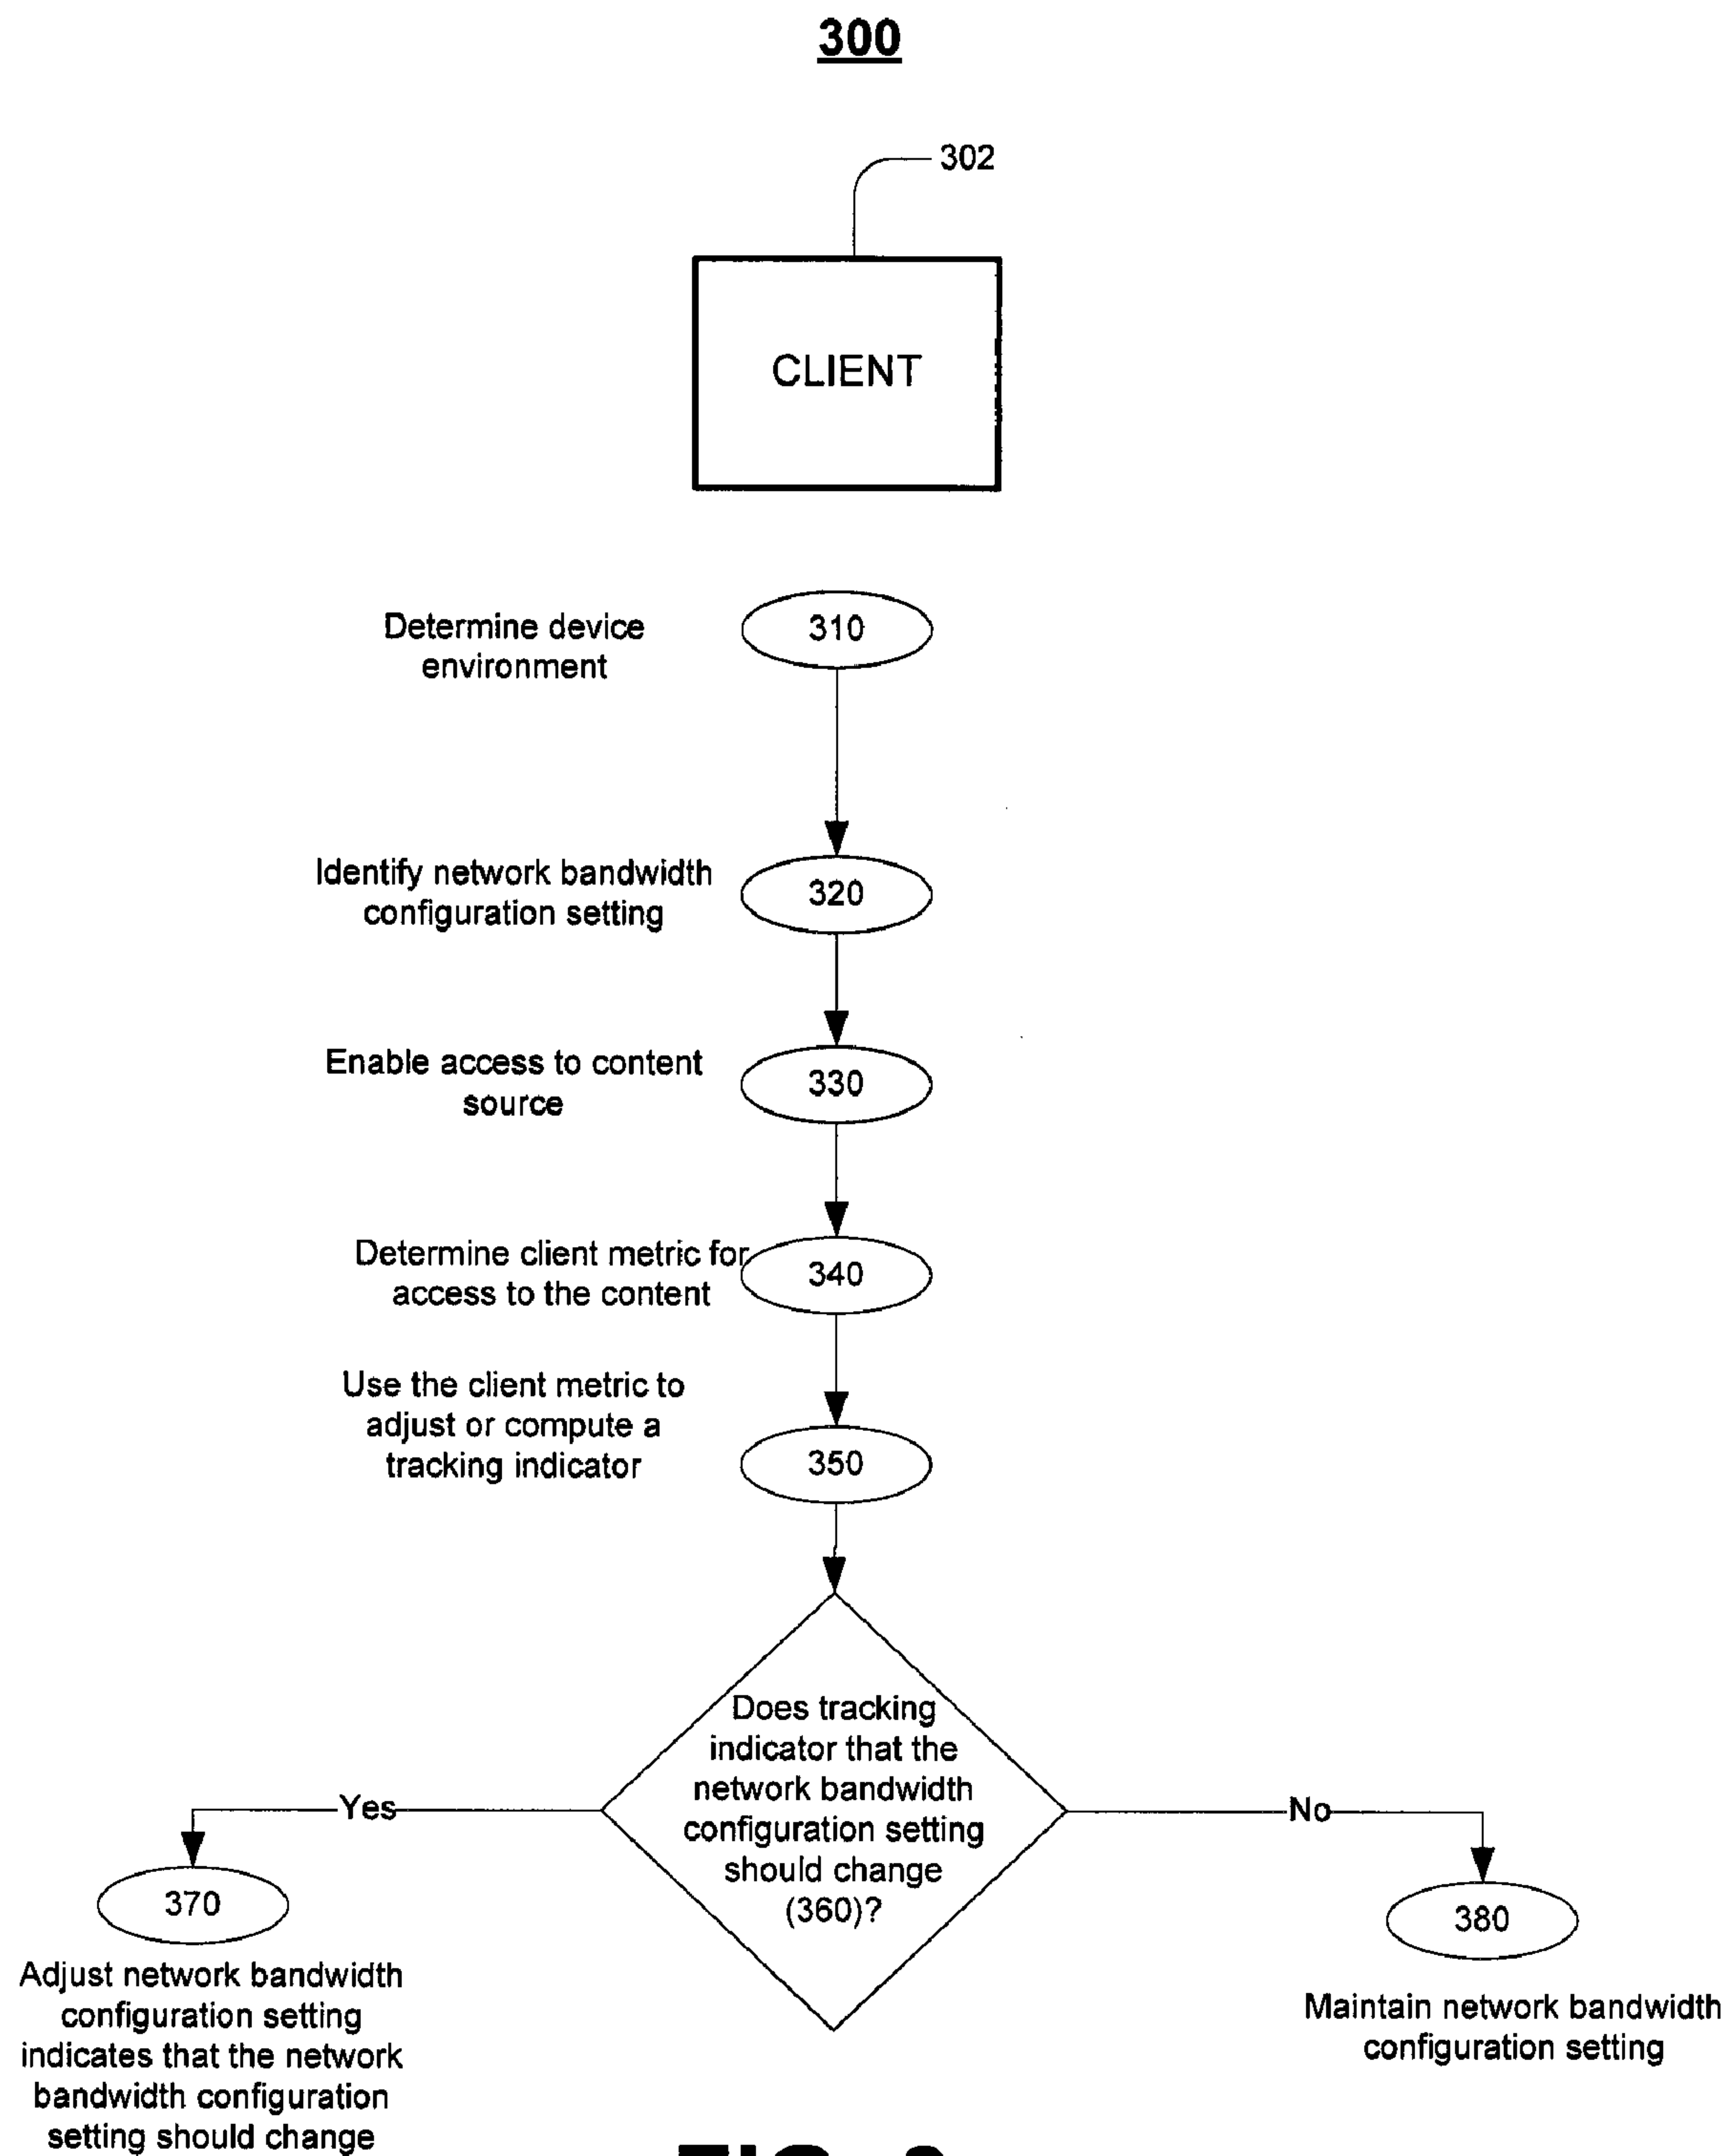 300
302
CLIENT
Determine device
environment
310
Identify network bandwidth
configuration setting
320
Enable access to content
source
330
Determine client metric for
access to the content
340
Use the client metric to
adjust or compute a
tracking indicator
350
Does tracking
indicator that the
network bandwidth
configuration setting
should change
(360)?
Yes
No
370
Adjust network bandwidth
configuration setting
indicates that the network
bandwidth configuration
setting should change
380
Maintain network bandwidth
configuration setting
FIG.